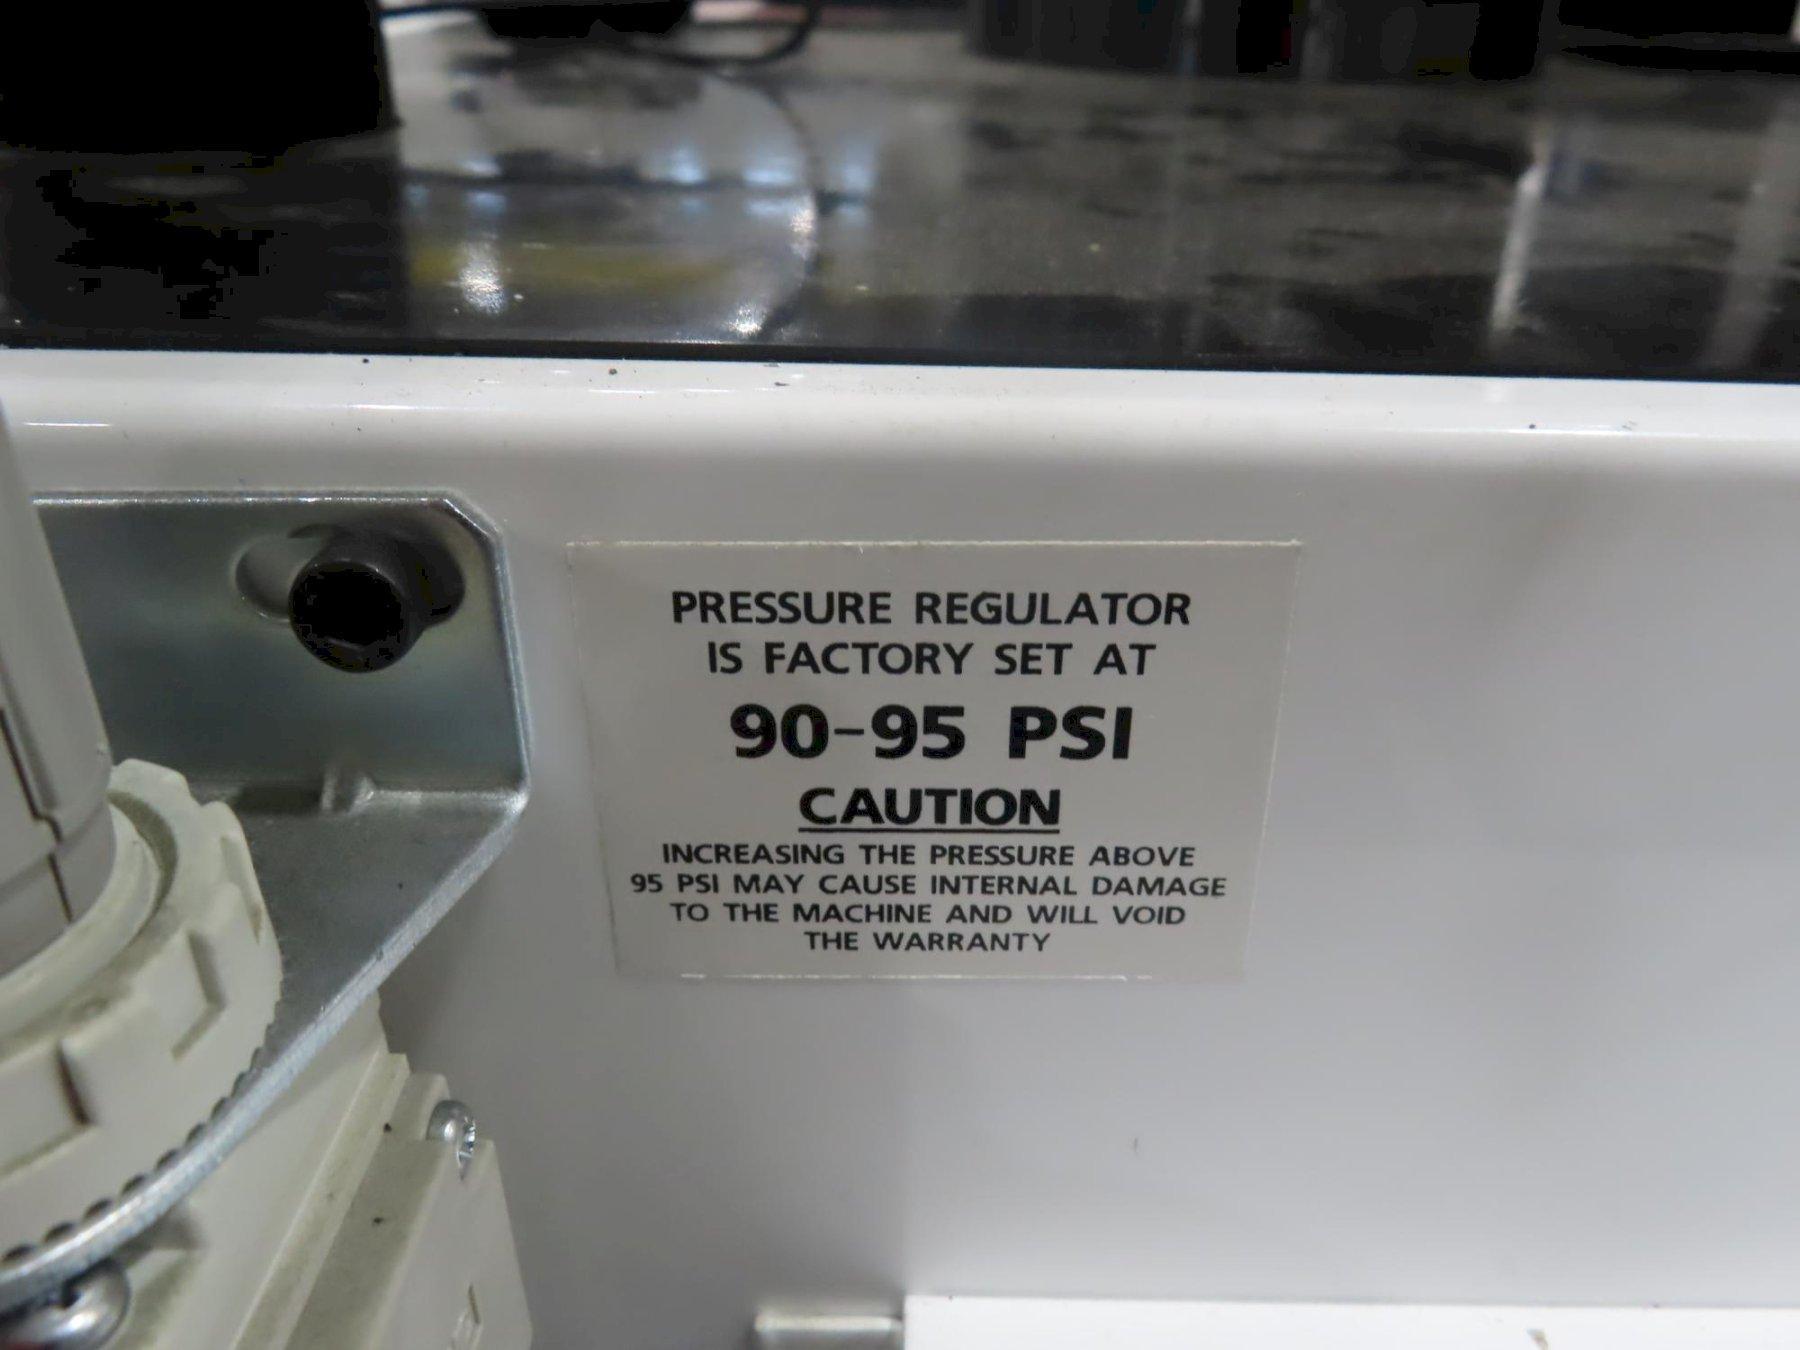 PRESSURE REGULATOR
IS FACTORY SET AT
90-95 PSI
CAUTION
INCREASING THE PRESSURE ABOVE
95 PSI MAY CAUSE INTERNAL DAMAGE
TO THE MACHINE AND WILL VOID
THE WARRANTY